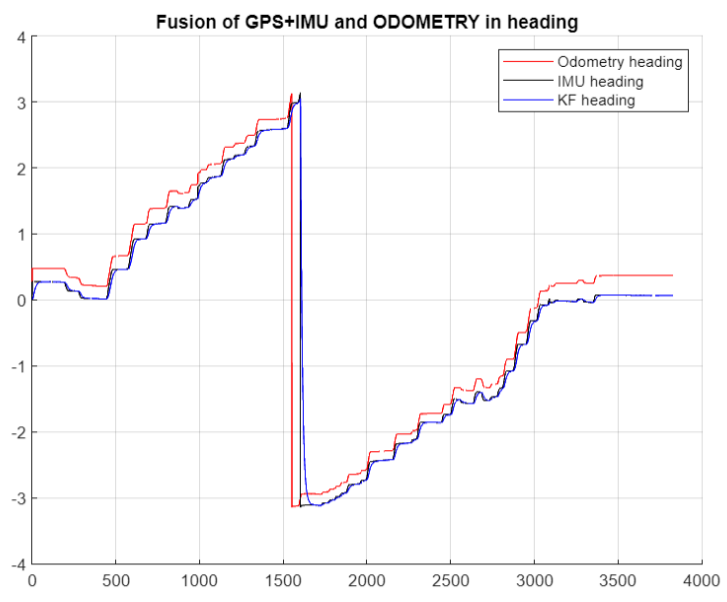 Fusion of GPS+IMU and ODOMETRY in heading
Odometry heading
IMU heading
KF heading
4
3
2
1
0
-1
-2
-3
-4
0 500 1000 1500 2000 2500 3000 3500 4000